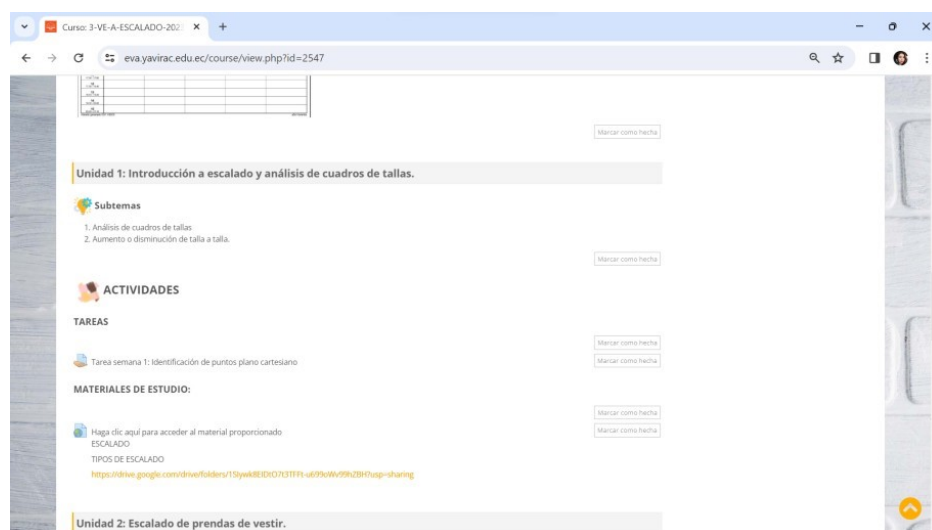 Curso: 3-VE-A-ESCALADO-202
eva.yavirac.edu.ec/course/view.php?id=2547
Marcar como hecha
Unidad 1: Introducción a escalado y análisis de cuadros de tallas.
Subtemas
1. Análisis de cuadros de tallas
2. Aumento o disminución de talla a talla.
Marcar como hecha
ACTIVIDADES
TAREAS
Marcar como hecha
Tarea semana 1: Identificación de puntos plano cartesiano
Marcar como hecha
MATERIALES DE ESTUDIO:
Marcar como hecha
Haga clic aquí para acceder al material proporcionado
Marcar como hecha
ESCALADO
TIPOS DE ESCALADO
Unidad 2: Escalado de prendas de vestir.